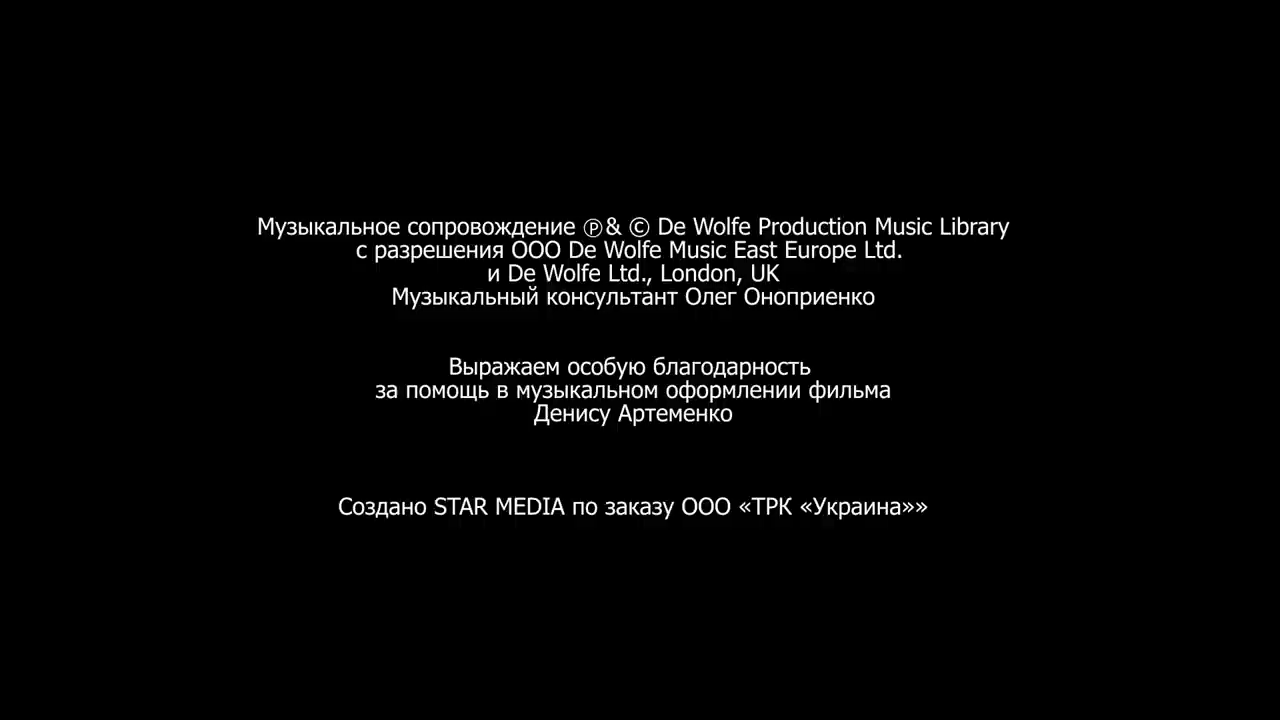 Музыкальное сопровождение ℗& © De Wolfe Production Music Library
с разрешения ООО De Wolfe Music East Europe Ltd.
и De Wolfe Ltd., London, UK
Музыкальный консультант Олег Оноприенко
Выражаем особую благодарность
за помощь в музыкальном оформлении фильма
Денису Артеменко
Создано STAR MEDIA по заказу ООО «ТРК «Украина»»